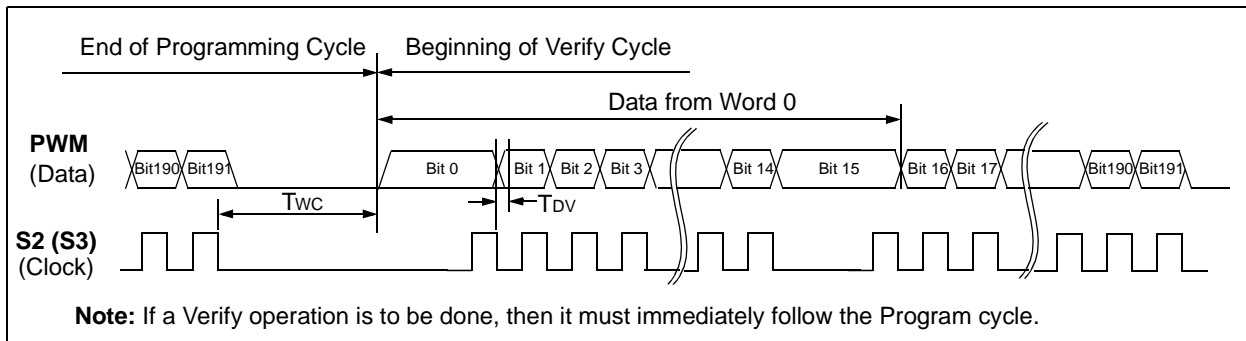 End of Programming Cycle Beginning of Verify Cycle
Data from Word 0
PWM
(Data)
Bit190 Bit191 Bit 0 Bit 1 Bit 2 Bit 3 Bit 14 Bit 15 Bit 16 Bit 17 Bit190 Bit191
TWC TDV
S2 (S3)
(Clock)
Note: If a Verify operation is to be done, then it must immediately follow the Program cycle.